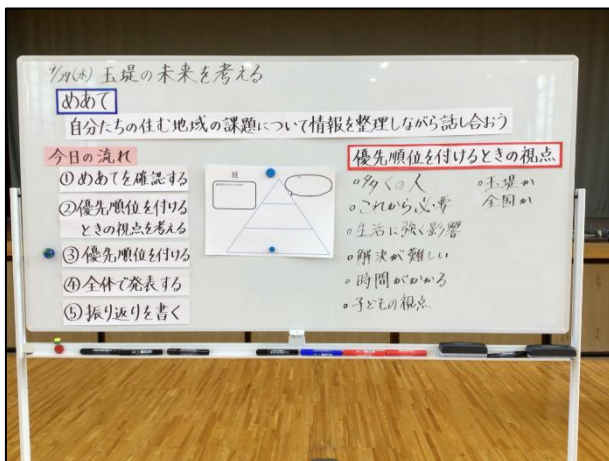 9/29(水) 玉堤の未来を考える
めあて
自分たちの住む地域の課題について情報を整理しながら話し合おう
今日の流れ
①めあてを確認する
②優先順位を付ける
ときの視点を考える
③優先順位を付ける
④全体で発表する
⑤振り返りを書く
班
優先順位を付けるときの視点
◦多くの人
◦これから必要
◦生活に強く影響
◦解決が難しい
◦時間がかかる
◦子どもの視点
◦玉堤か
全国か